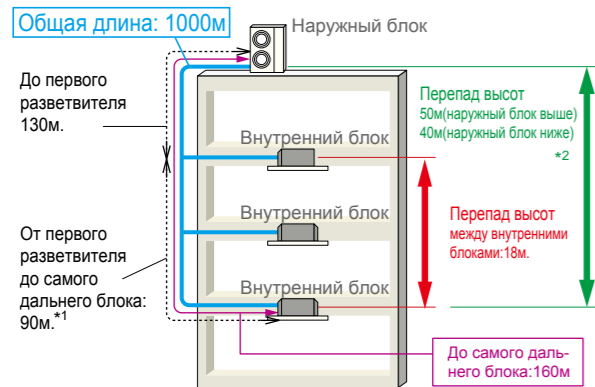 Общая длина: 1000м
Наружный блок
До первого
разветвителя
130м.
Перепад высот
50м(наружный блок выше)
40м(наружный блок ниже)
*2
Внутренний блок
Внутренний блок
Перепад высот
между внутренними
блоками:18м.
От первого
разветвителя
до самого
дальнего блока:
90м.*1
Внутренний блок
До самого даль-
него блока:160м